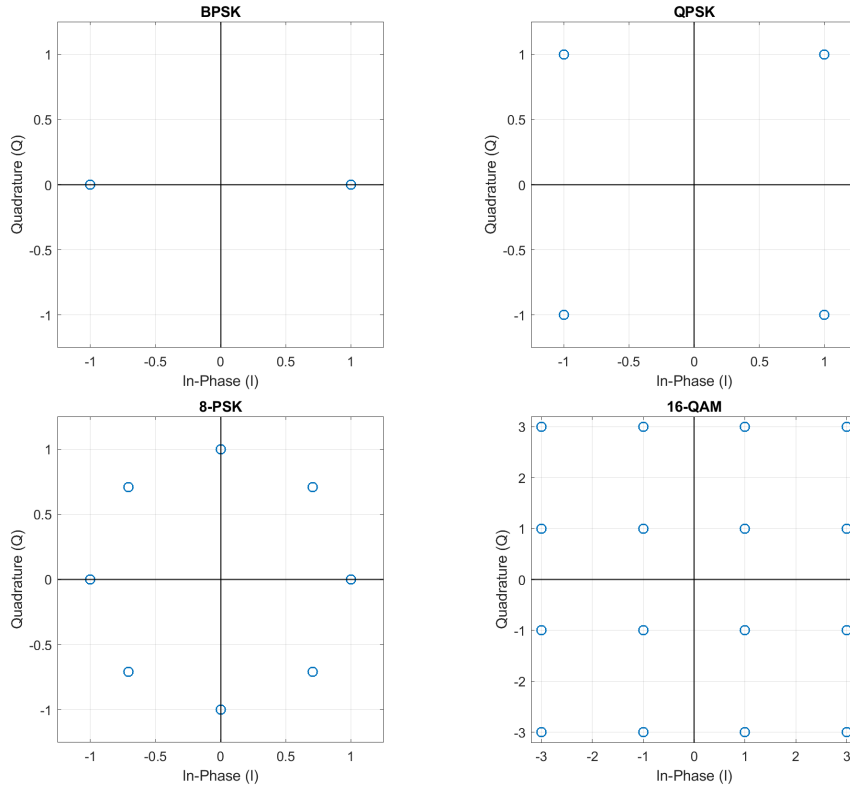 BPSK
1
0.5
0
-0.5
-1
-1 -0.5 0 0.5 1
In-Phase (I)
Quadrature (Q)
QPSK
1
0.5
0
-0.5
-1
-1 -0.5 0 0.5 1
In-Phase (I)
Quadrature (Q)
8-PSK
1
0.5
0
-0.5
-1
-1 -0.5 0 0.5 1
In-Phase (I)
Quadrature (Q)
16-QAM
3
2
1
0
-1
-2
-3
-3 -2 -1 0 1 2 3
In-Phase (I)
Quadrature (Q)